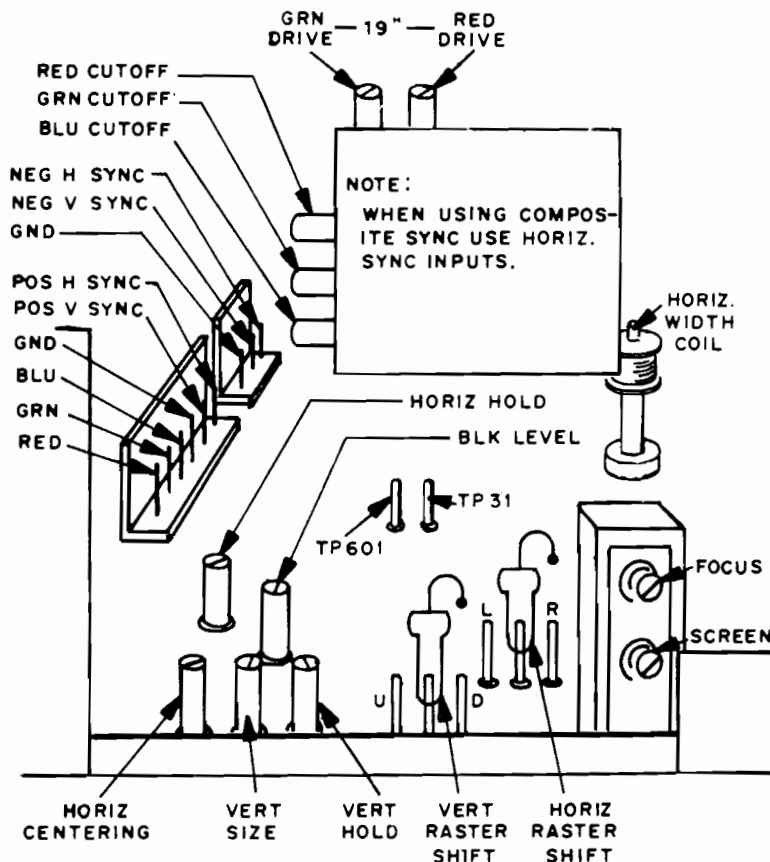 GRN
DRIVE
19"
RED
DRIVE
RED CUTOFF
GRN CUTOFF
BLU CUTOFF
NEG H SYNC
NEG V SYNC
GND
POS H SYNC
POS V SYNC
GND
BLU
GRN
RED
NOTE:
WHEN USING COMPOS-
ITE SYNC USE HORIZ.
SYNC INPUTS.
HORIZ.
WIDTH
COIL
HORIZ HOLD
BLK LEVEL
TP601
TP31
FOCUS
SCREEN
L
R
U
D
HORIZ
CENTERING
VERT
SIZE
VERT
HOLD
VERT
RASTER
SHIFT
HORIZ
RASTER
SHIFT